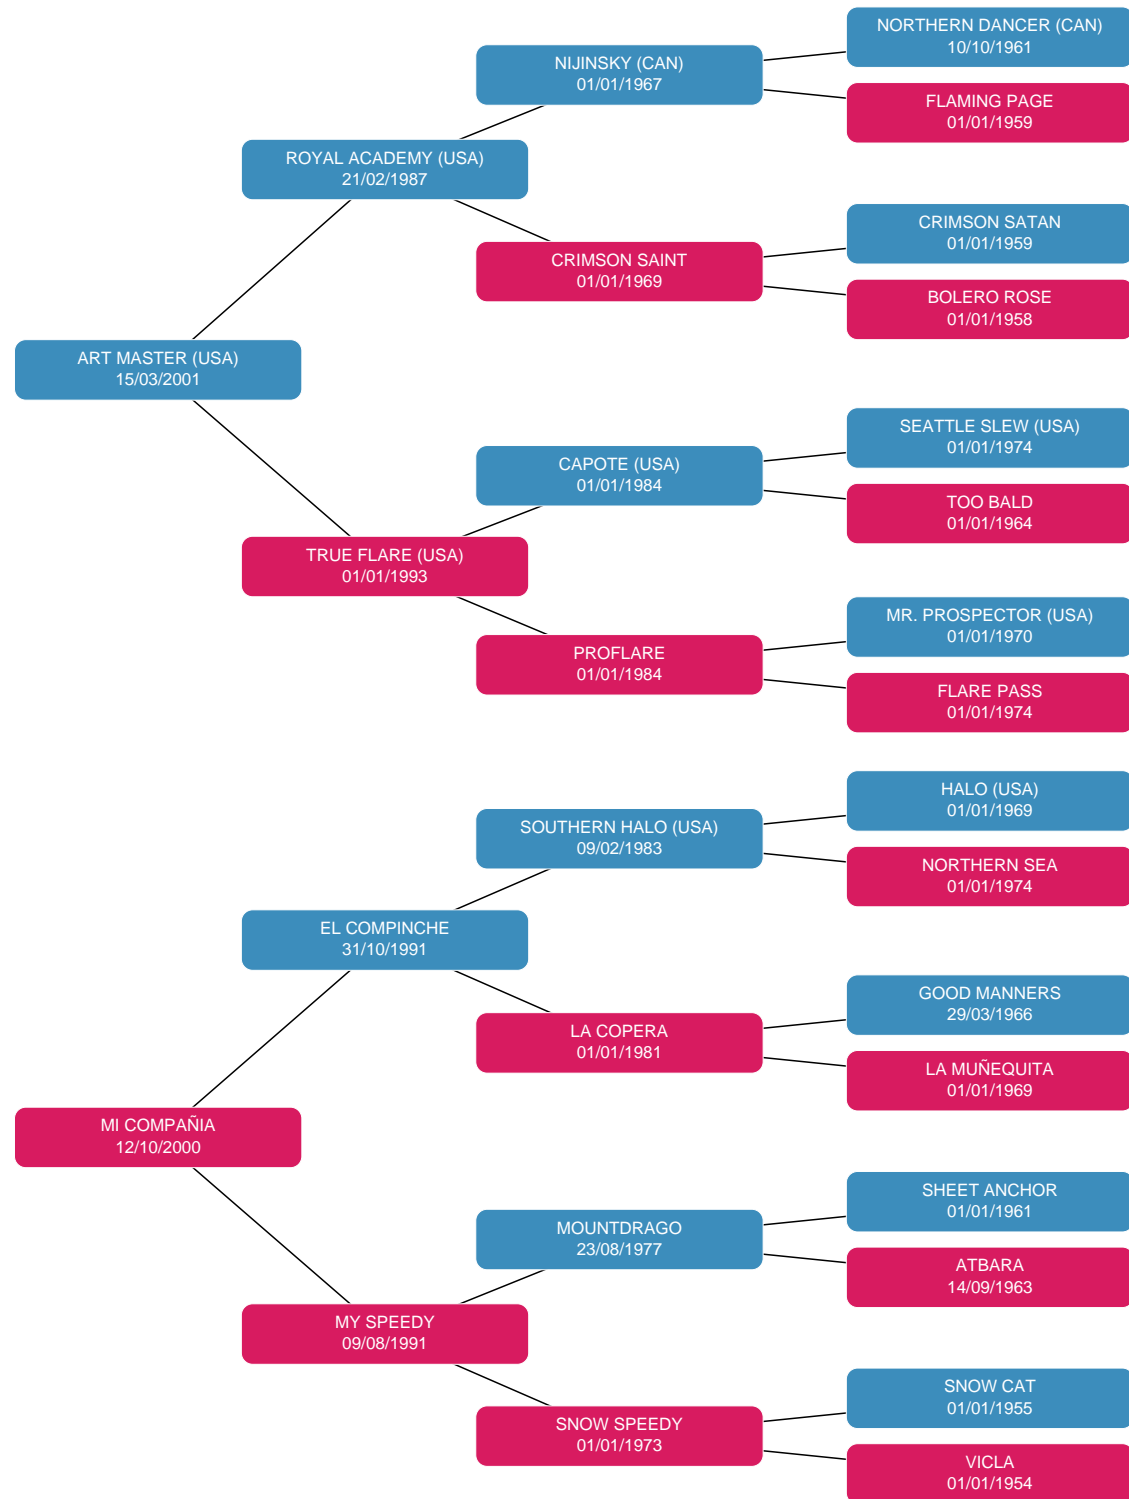 NORTHERN DANCER (CAN)
10/10/1961
NIJINSKY (CAN)
01/01/1967
FLAMING PAGE
01/01/1959
ROYAL ACADEMY (USA)
21/02/1987
CRIMSON SATAN
01/01/1959
CRIMSON SAINT
01/01/1969
BOLERO ROSE
01/01/1958
ART MASTER (USA)
15/03/2001
SEATTLE SLEW (USA)
01/01/1974
CAPOTE (USA)
01/01/1984
TOO BALD
01/01/1964
TRUE FLARE (USA)
01/01/1993
MR. PROSPECTOR (USA)
01/01/1970
PROFLARE
01/01/1984
FLARE PASS
01/01/1974
HALO (USA)
01/01/1969
SOUTHERN HALO (USA)
09/02/1983
NORTHERN SEA
01/01/1974
EL COMPINCHE
31/10/1991
GOOD MANNERS
29/03/1966
LA COPERA
01/01/1981
LA MUÑEQUITA
01/01/1969
MI COMPAÑIA
12/10/2000
SHEET ANCHOR
01/01/1961
MOUNTDRAGO
23/08/1977
ATBARA
14/09/1963
MY SPEEDY
09/08/1991
SNOW CAT
01/01/1955
SNOW SPEEDY
01/01/1973
VICLA
01/01/1954